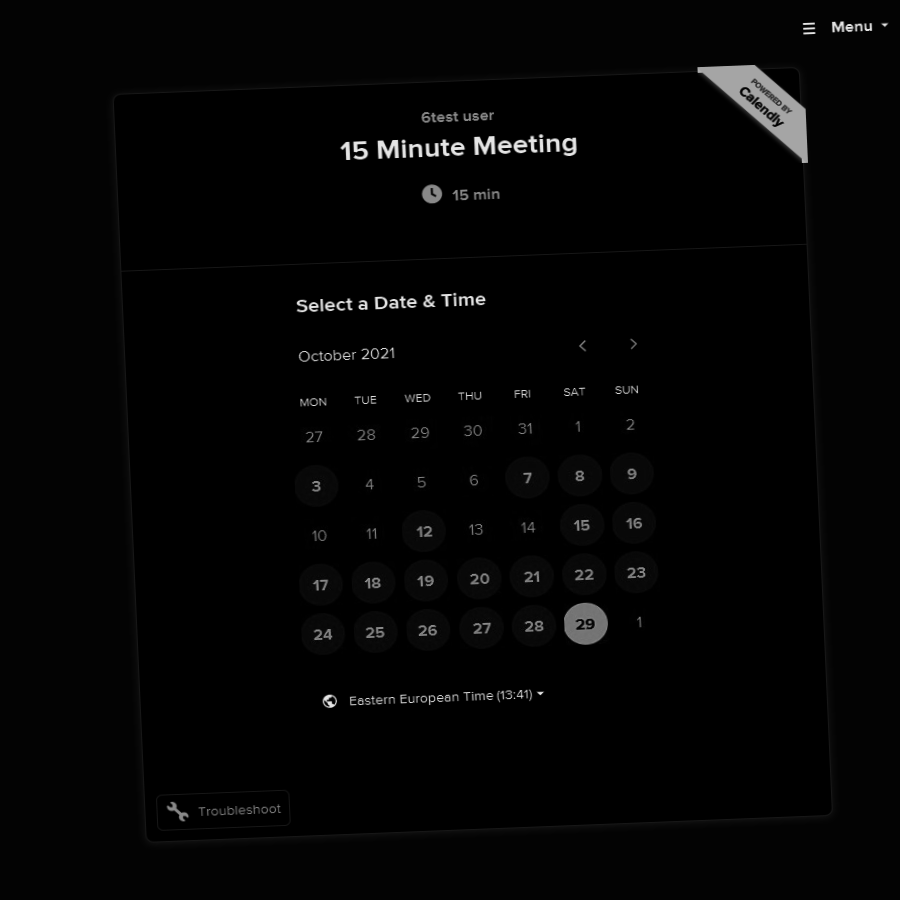 Menu
POWERED BY
Calendly
6test user
15 Minute Meeting
15 min
Select a Date & Time
October 2021
MON TUE WED THU FRI SAT SUN
27 28 29 30 31 1 2
3 4 5 6 7 8 9
10 11 12 13 14 15 16
17 18 19 20 21 22 23
24 25 26 27 28 29 1
Eastern European Time (13:41)
Troubleshoot